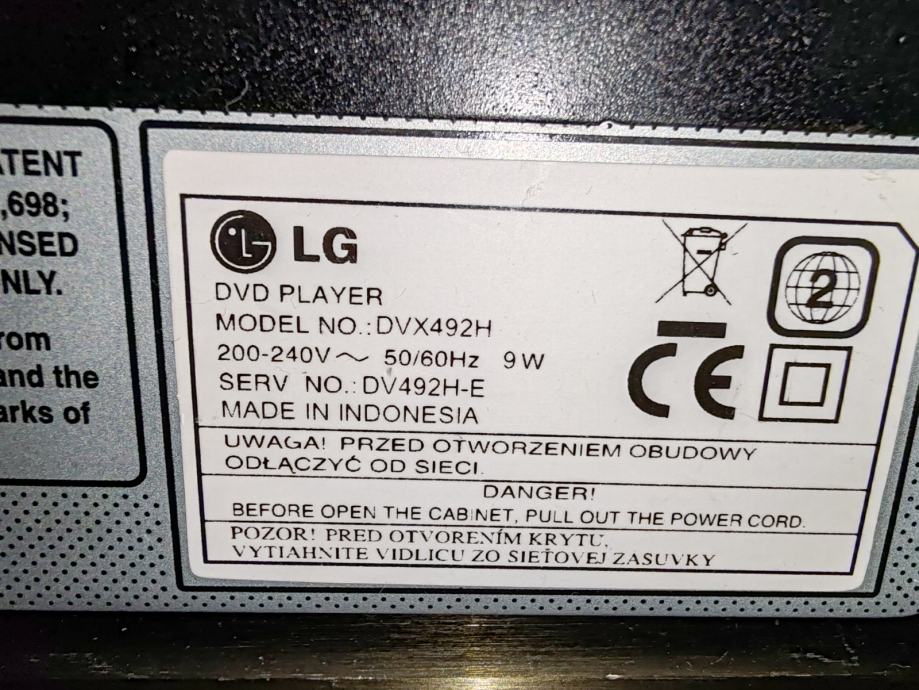 ATENT
,698;
NSED
NLY.
rom
and the
arks of
LG
DVD PLAYER
MODEL NO.:DVX492H
200-240V~ 50/60Hz 9W
SERV NO.:DV492H-E
MADE IN INDONESIA
2
CE
UWAGA! PRZED OTWORZENIEM OBUDOWY
ODŁĄCZYĆ OD SIECI.
DANGER!
BEFORE OPEN THE CABINET, PULL OUT THE POWER CORD.
POZOR! PRED OTVORENÍM KRYTU,
VYTIAHNITE VIDLICU ZO SIEŤOVEJ ZASUVKY